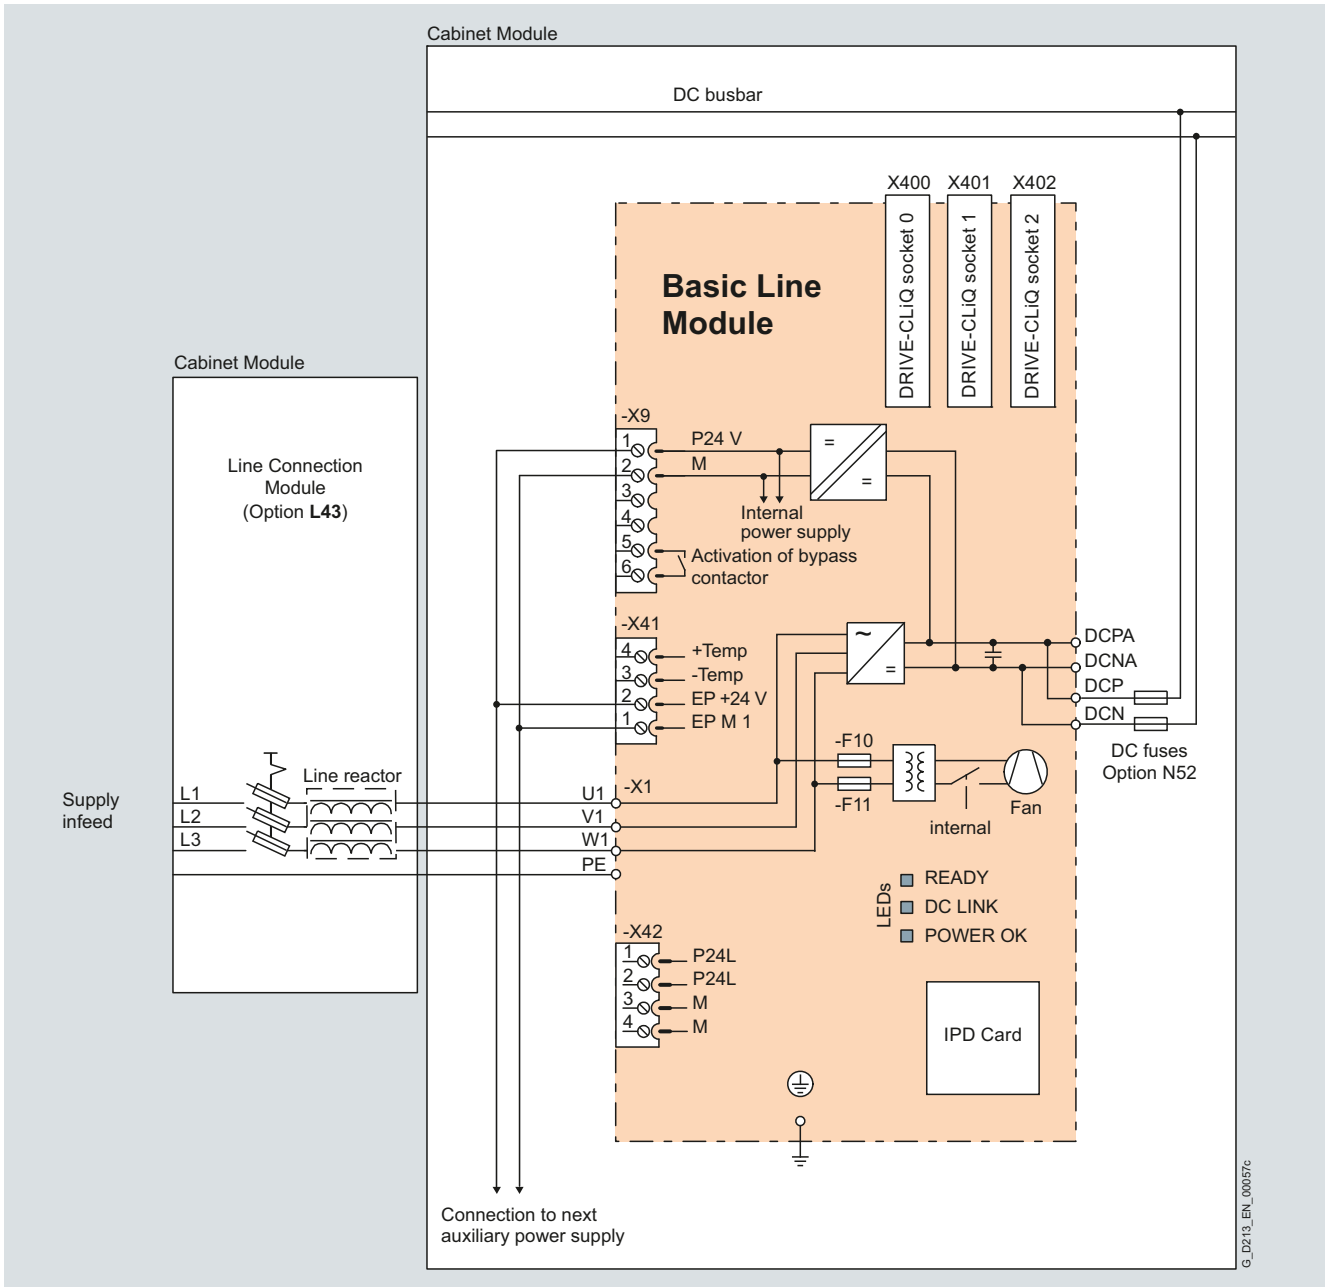 Cabinet Module
DC busbar
X400 X401 X402
DRIVE-CLiQ socket 0
DRIVE-CLiQ socket 1
DRIVE-CLiQ socket 2
Basic Line
Module
Cabinet Module
Line Connection
Module
(Option L43)
-X9
1 P24 V
2 M
3
4
5
6
=
=
Internal
power supply
Activation of bypass
contactor
-X41
4 +Temp
3 -Temp
2 EP +24 V
1 EP M 1
~
=
DCPA
DCNA
DCP
DCN
DC fuses
Option N52
-F10
-F11
internal
Fan
Line reactor
Supply
infeed
L1
L2
L3
U1
V1
W1
PE
-X1
LEDs
READY
DC LINK
POWER OK
-X42
1 P24L
2 P24L
3 M
4 M
IPD Card
Connection to next
auxiliary power supply
G_D213_EN_00057c